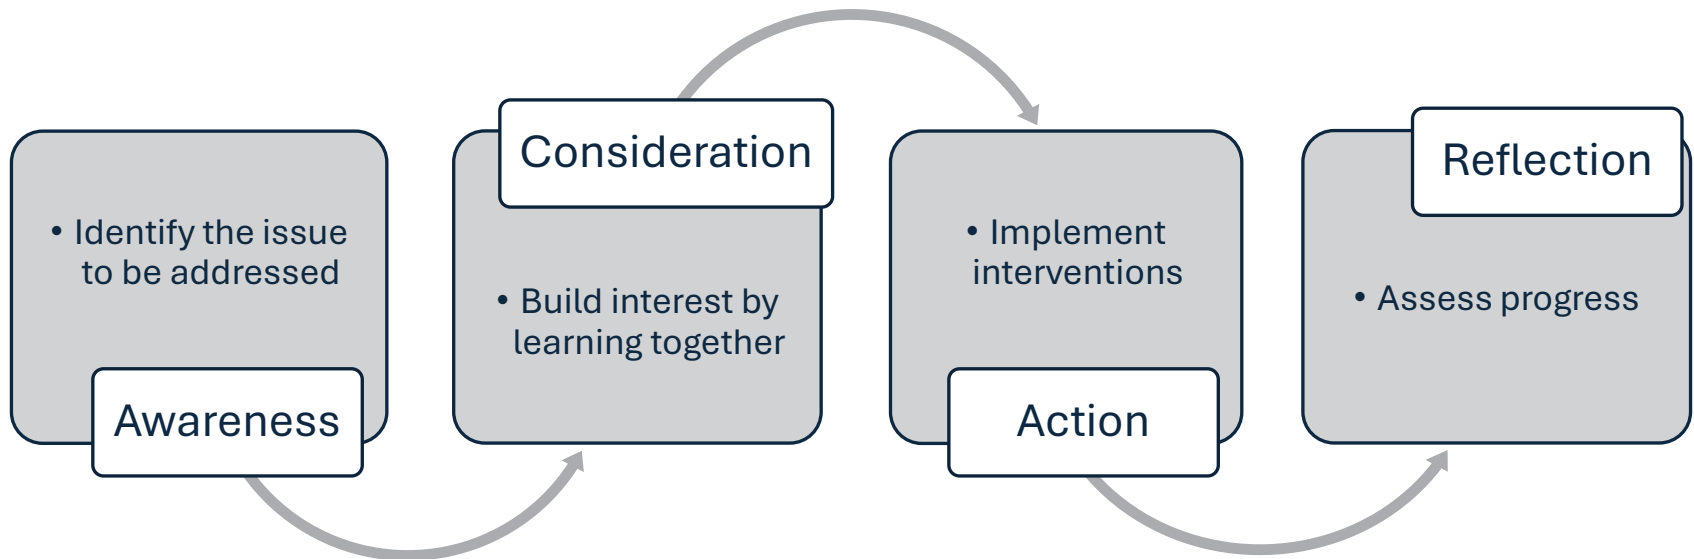 • Identify the issue
to be addressed
Awareness
Consideration
• Build interest by
learning together
• Implement
interventions
Action
Reflection
• Assess progress